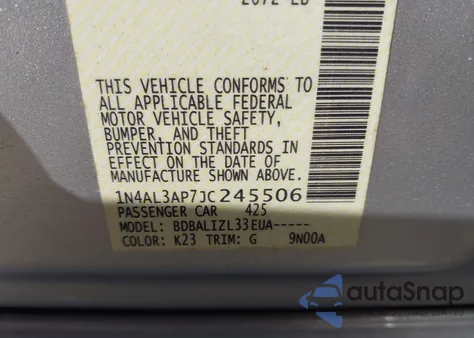 THIS VEHICLE CONFORMS TO
ALL APPLICABLE FEDERAL
MOTOR VEHICLE SAFETY,
BUMPER, AND THEFT
PREVENTION STANDARDS
IN EFFECT ON THE DATE OF
MANUFACTURE SHOWN ABOVE.
1N4AL3AP7JC245506
PASSENGER CAR 425
MODEL: BDBALIZL33EUA-----
COLOR: K23 TRIM: G 9N00A
autoSnap